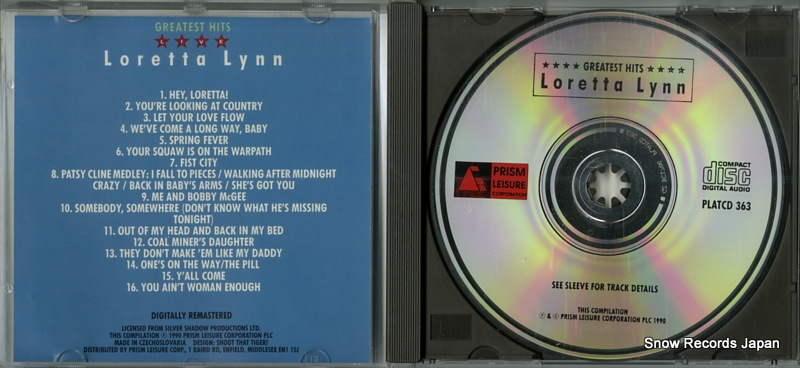 GREATEST HITS
LIVE
Loretta Lynn
1. HEY, LORETTA!
2. YOU'RE LOOKING AT COUNTRY
3. LET YOUR LOVE FLOW
4. WE'VE COME A LONG WAY, BABY
5. SPRING FEVER
6. YOUR SQUAW IS ON THE WARPATH
7. FIST CITY
8. PATSY CLINE MEDLEY: I FALL TO PIECES / WALKING AFTER MIDNIGHT
CRAZY / BACK IN BABY'S ARMS / SHE'S GOT YOU
9. ME AND BOBBY McGEE
10. SOMEBODY, SOMEWHERE (DON'T KNOW WHAT HE'S MISSING
TONIGHT)
11. OUT OF MY HEAD AND BACK IN MY BED
12. COAL MINER'S DAUGHTER
13. THEY DON'T MAKE 'EM LIKE MY DADDY
14. ONE'S ON THE WAY/THE PILL
15. Y'ALL COME
16. YOU AIN'T WOMAN ENOUGH
DIGITALLY REMASTERED
LICENSED FROM SILVER SHADOW PRODUCTIONS LTD.
THIS COMPILATION ℗ 1990 PRISM LEISURE CORPORATION PLC
MADE IN CZECHOSLOVAKIA DESIGN: SHOOT THAT TIGER!
DISTRIBUTED BY PRISM LEISURE CORP., 1 BAIRD RD, ENFIELD, MIDDLESEX EN1 1SJ
★★★★ GREATEST HITS ★★★★
Loretta Lynn
PRISM
LEISURE
CORPORATION
COMPACT
disc
DIGITAL AUDIO
PLATCD 363
SEE SLEEVE FOR TRACK DETAILS
THIS COMPILATION
℗ & © PRISM LEISURE CORPORATION PLC 1990
Snow Records Japan